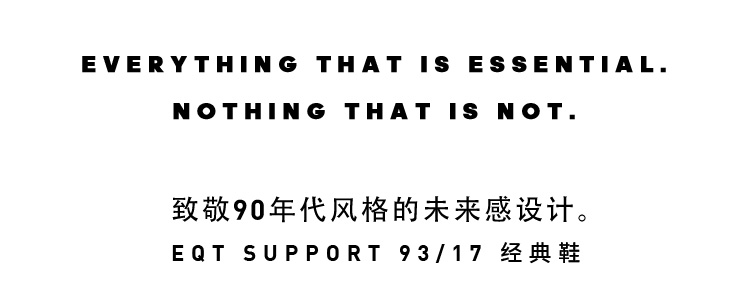 EVERYTHING THAT IS ESSENTIAL.
NOTHING THAT IS NOT.
致敬90年代风格的未来感设计。
EQT SUPPORT 93/17 经典鞋